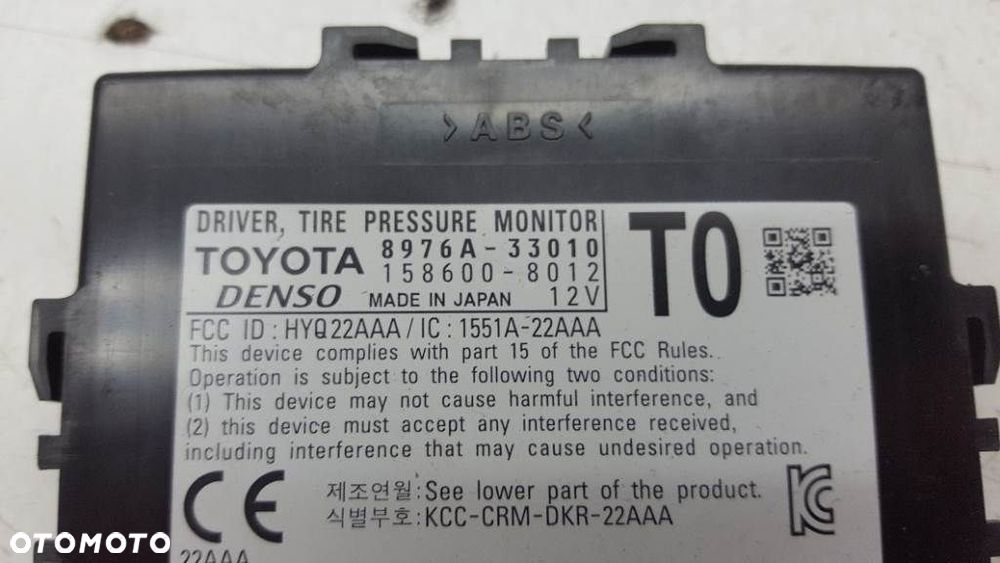 >ABS<
DRIVER, TIRE PRESSURE MONITOR
TOYOTA 8976A-33010
158600-8012
DENSO MADE IN JAPAN 12V
T0
FCC ID : HYQ22AAA / IC : 1551A-22AAA
This device complies with part 15 of the FCC Rules.
Operation is subject to the following two conditions:
(1) This device may not cause harmful interference, and
(2) this device must accept any interference received,
including interference that may cause undesired operation.
CE
제조연월 : See lower part of the product.
식별부호 : KCC-CRM-DKR-22AAA
22AAA
OTOMOTO